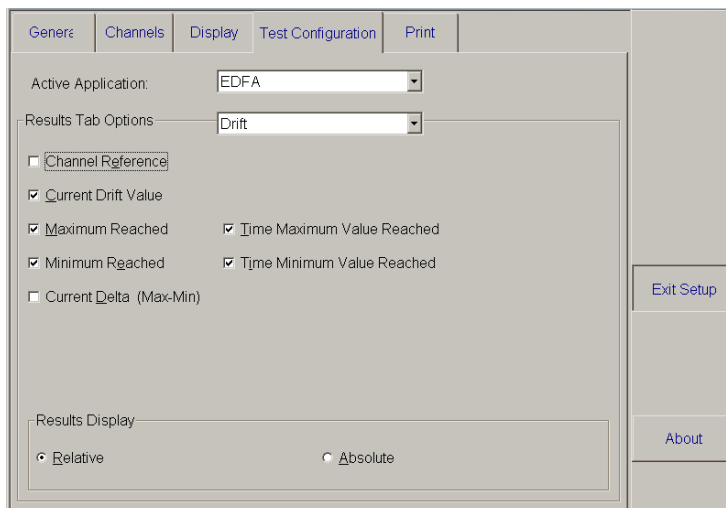 Genera Channels Display Test Configuration Print
Active Application: EDFA
Results Tab Options Drift
Channel Reference
Current Drift Value
Maximum Reached Time Maximum Value Reached
Minimum Reached Time Minimum Value Reached
Current Delta (Max-Min)
Exit Setup
Results Display
Relative Absolute
About